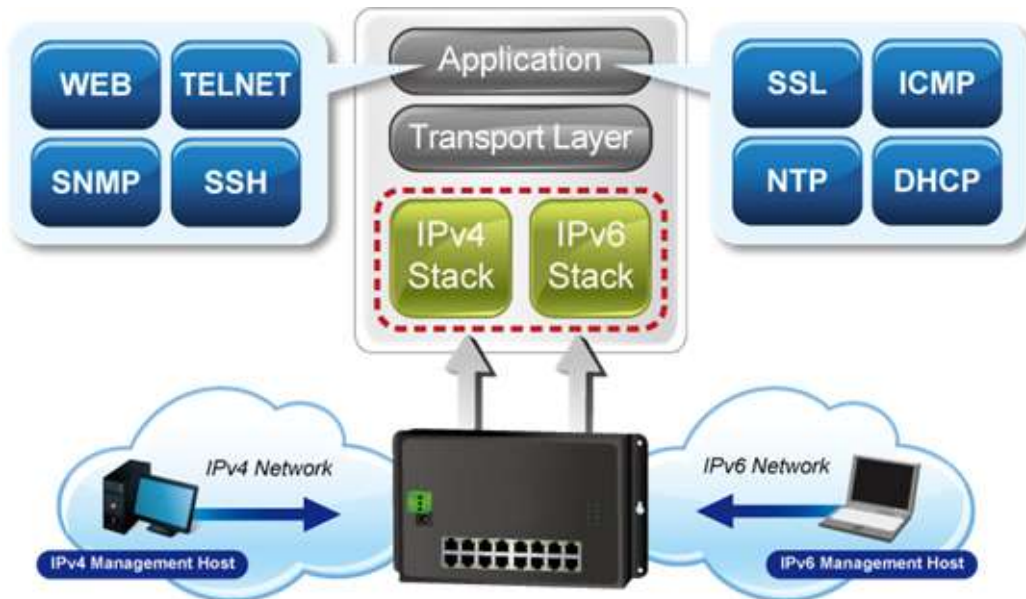 WEB
TELNET
SNMP
SSH
Application
Transport Layer
IPv4
Stack
IPv6
Stack
SSL
ICMP
NTP
DHCP
IPv4 Network
IPv4 Management Host
IPv6 Network
IPv6 Management Host